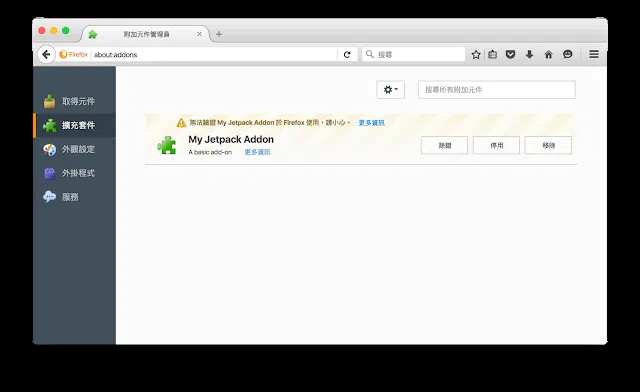 附加元件管理員
Firefox about:addons
搜尋
取得元件
擴充套件
外觀設定
外掛程式
服務
搜尋所有附加元件
無法驗證 My Jetpack Addon 於 Firefox 使用，請小心。 更多資訊
My Jetpack Addon
A basic add-on 更多資訊
除錯 停用 移除